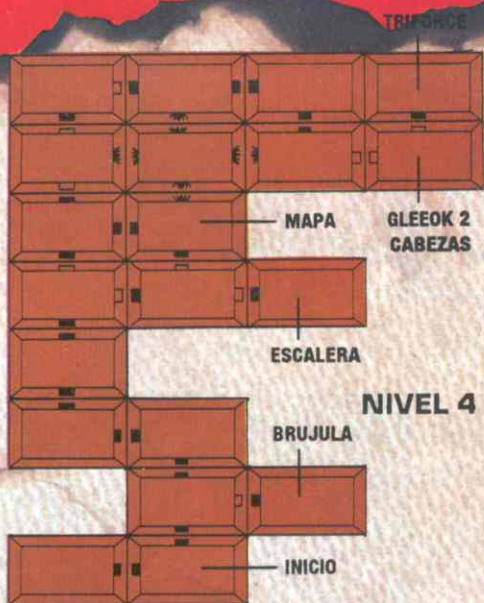 TRIFORCE
MAPA
GLEEOK 2
CABEZAS
ESCALERA
NIVEL 4
BRUJULA
INICIO